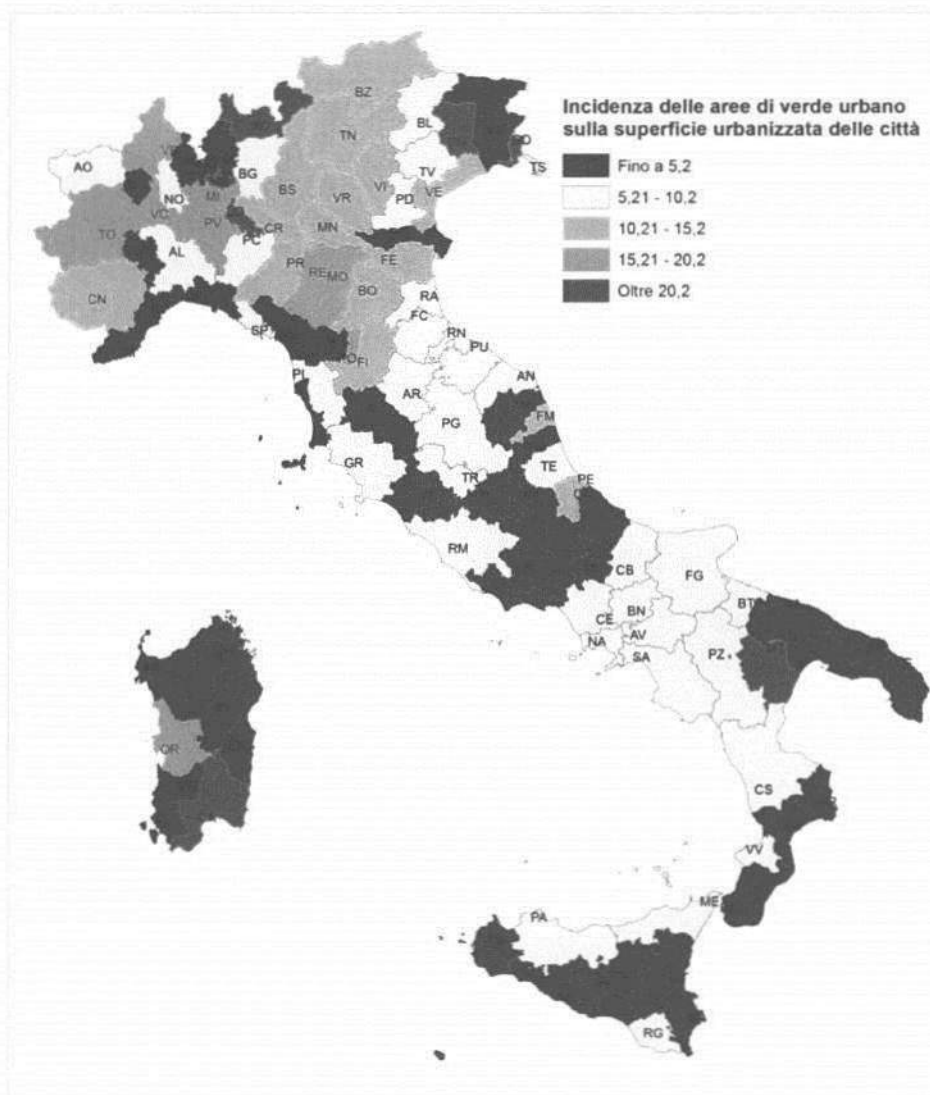 Incidenza delle aree di verde urbano
sulla superficie urbanizzata delle città
Fino a 5,2
5,21 - 10,2
10,21 - 15,2
15,21 - 20,2
Oltre 20,2
BZ
BL
TN
TS
AO
BG
TV
BS
VR
VI
PD
VE
NO
MI
VC
TO
PV
CR
MN
PC
AL
FE
PR
RE
MO
BO
CN
RA
FC
SP
RN
PU
FI
PI
AN
AR
FM
PG
GR
TE
TR
PE
RM
CB
FG
BT
CE
BN
NA
AV
SA
PZ
OR
CS
VV
ME
PA
RG